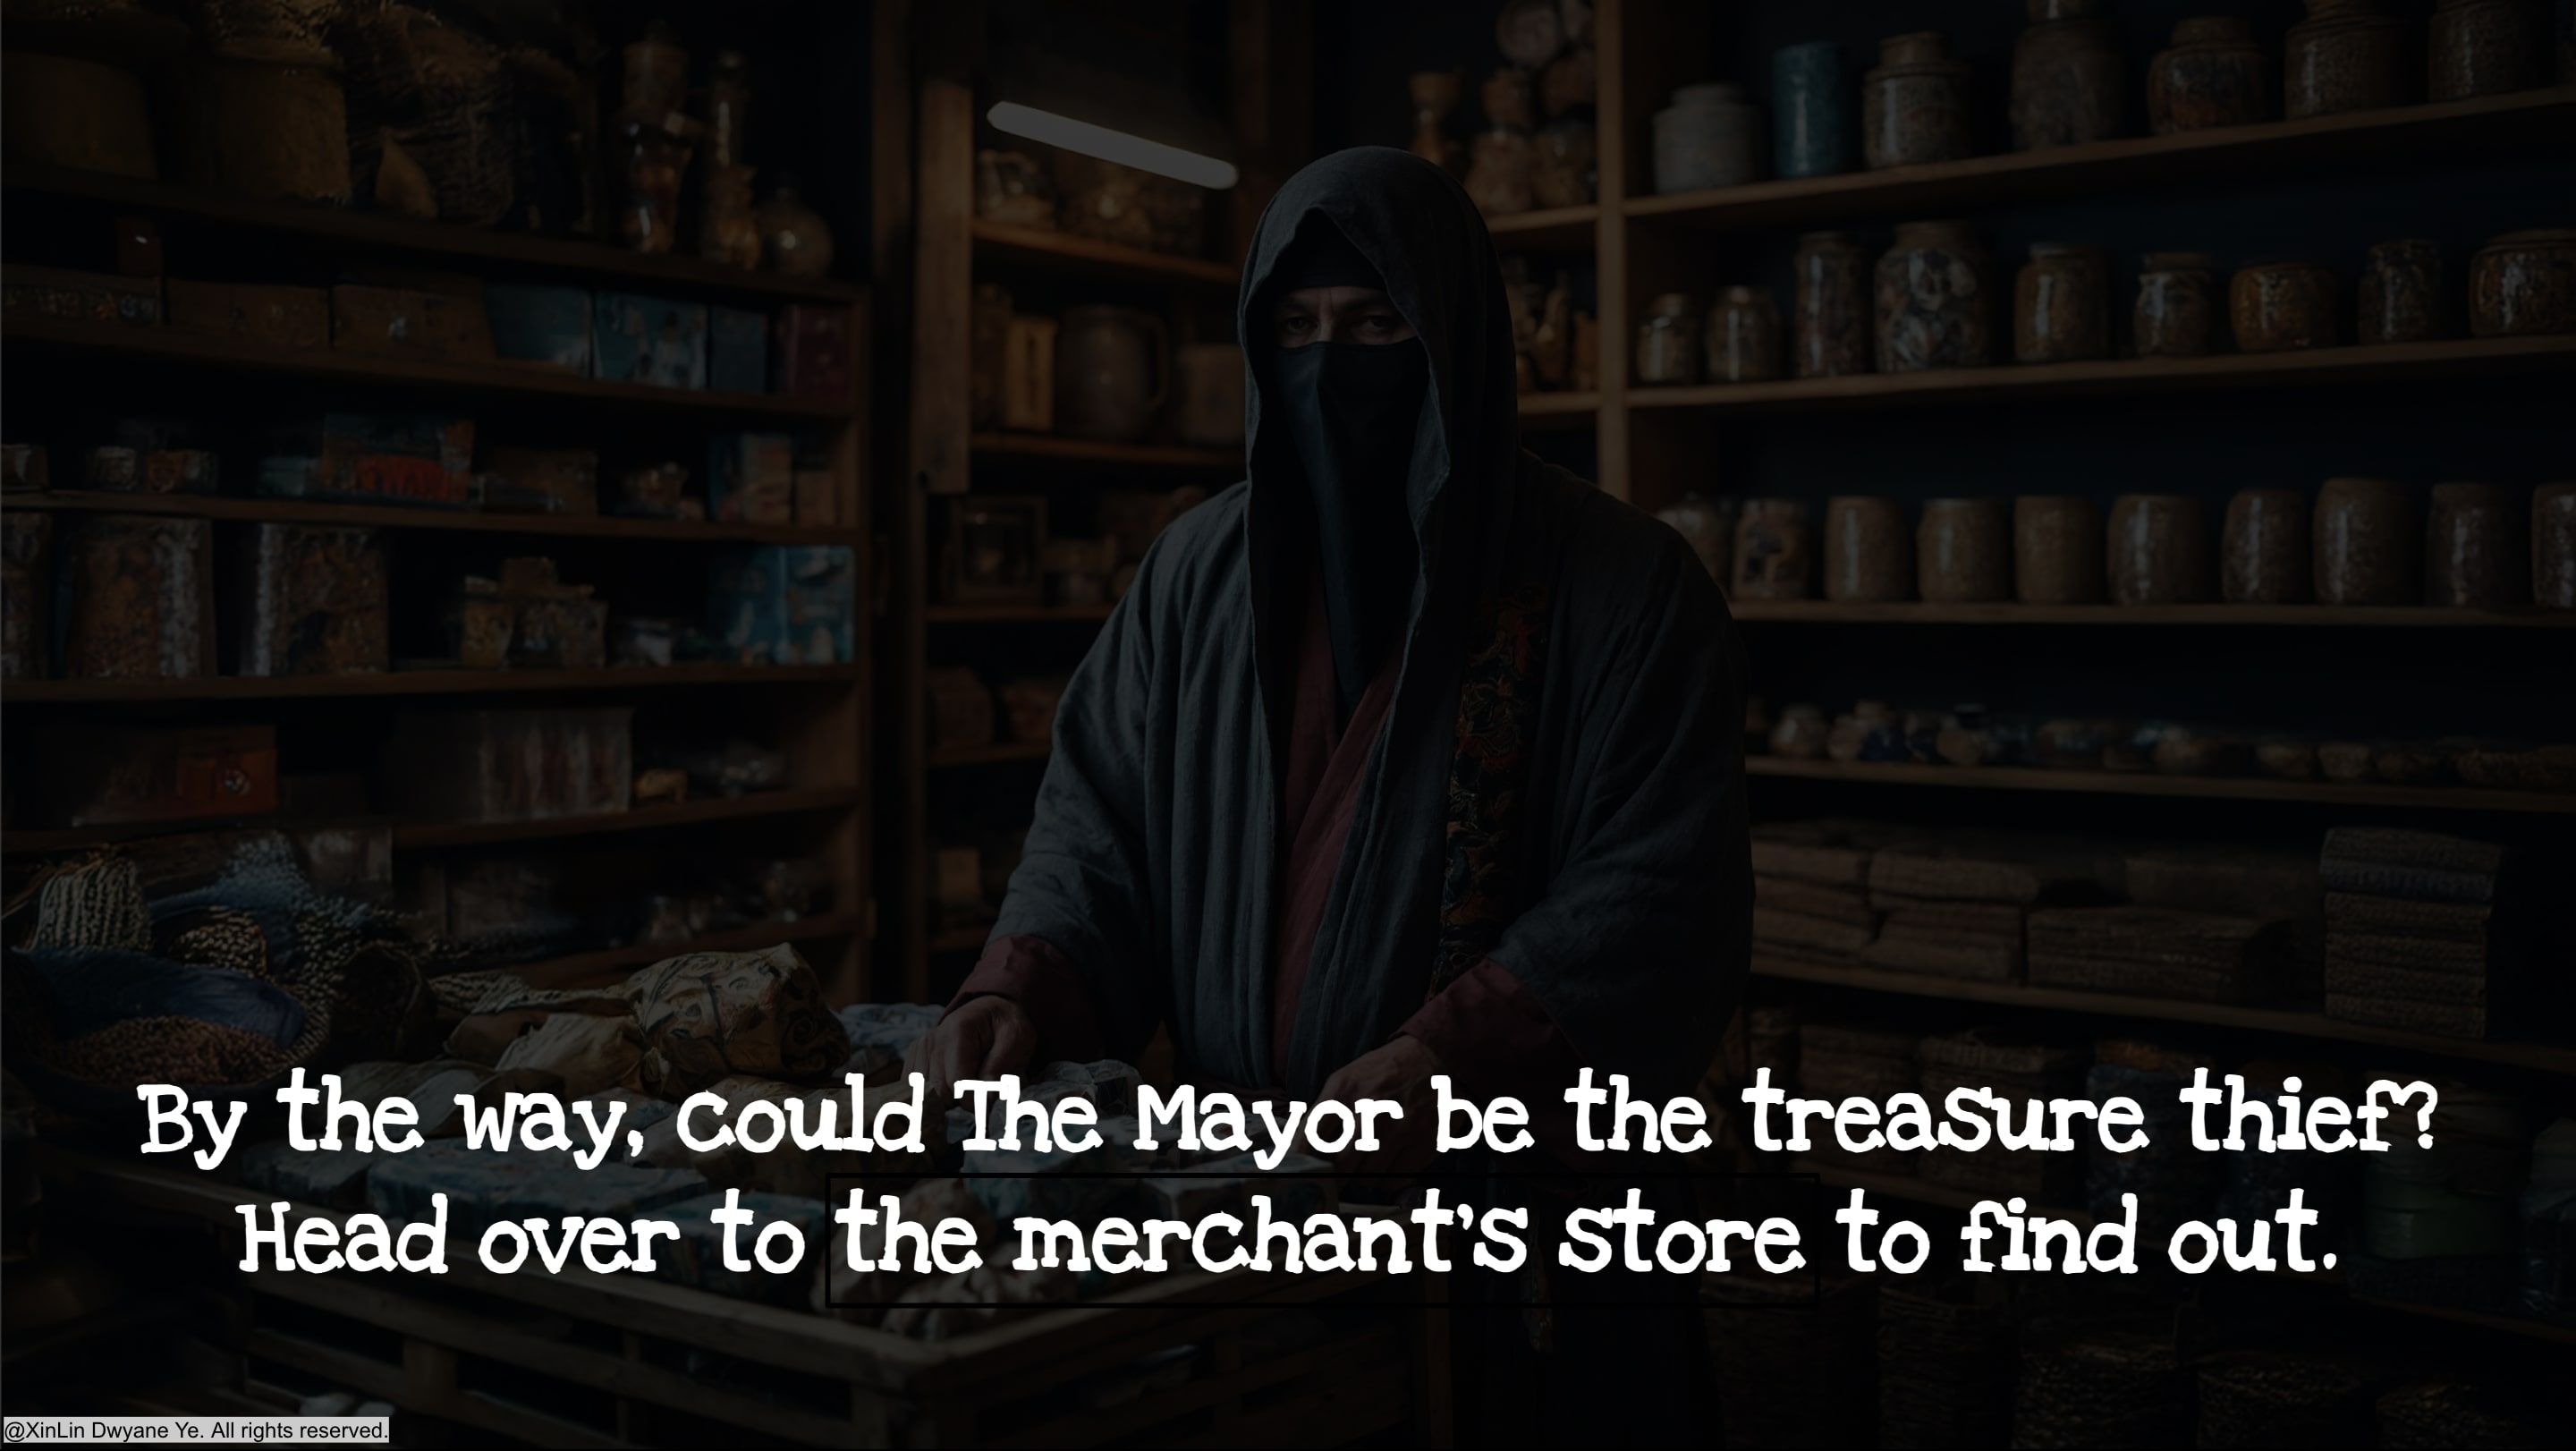 By the way, could The Mayor be the treasure thief?
Head over to the merchant's store to find out.
@XinLin Dwyane Ye. All rights reserved.